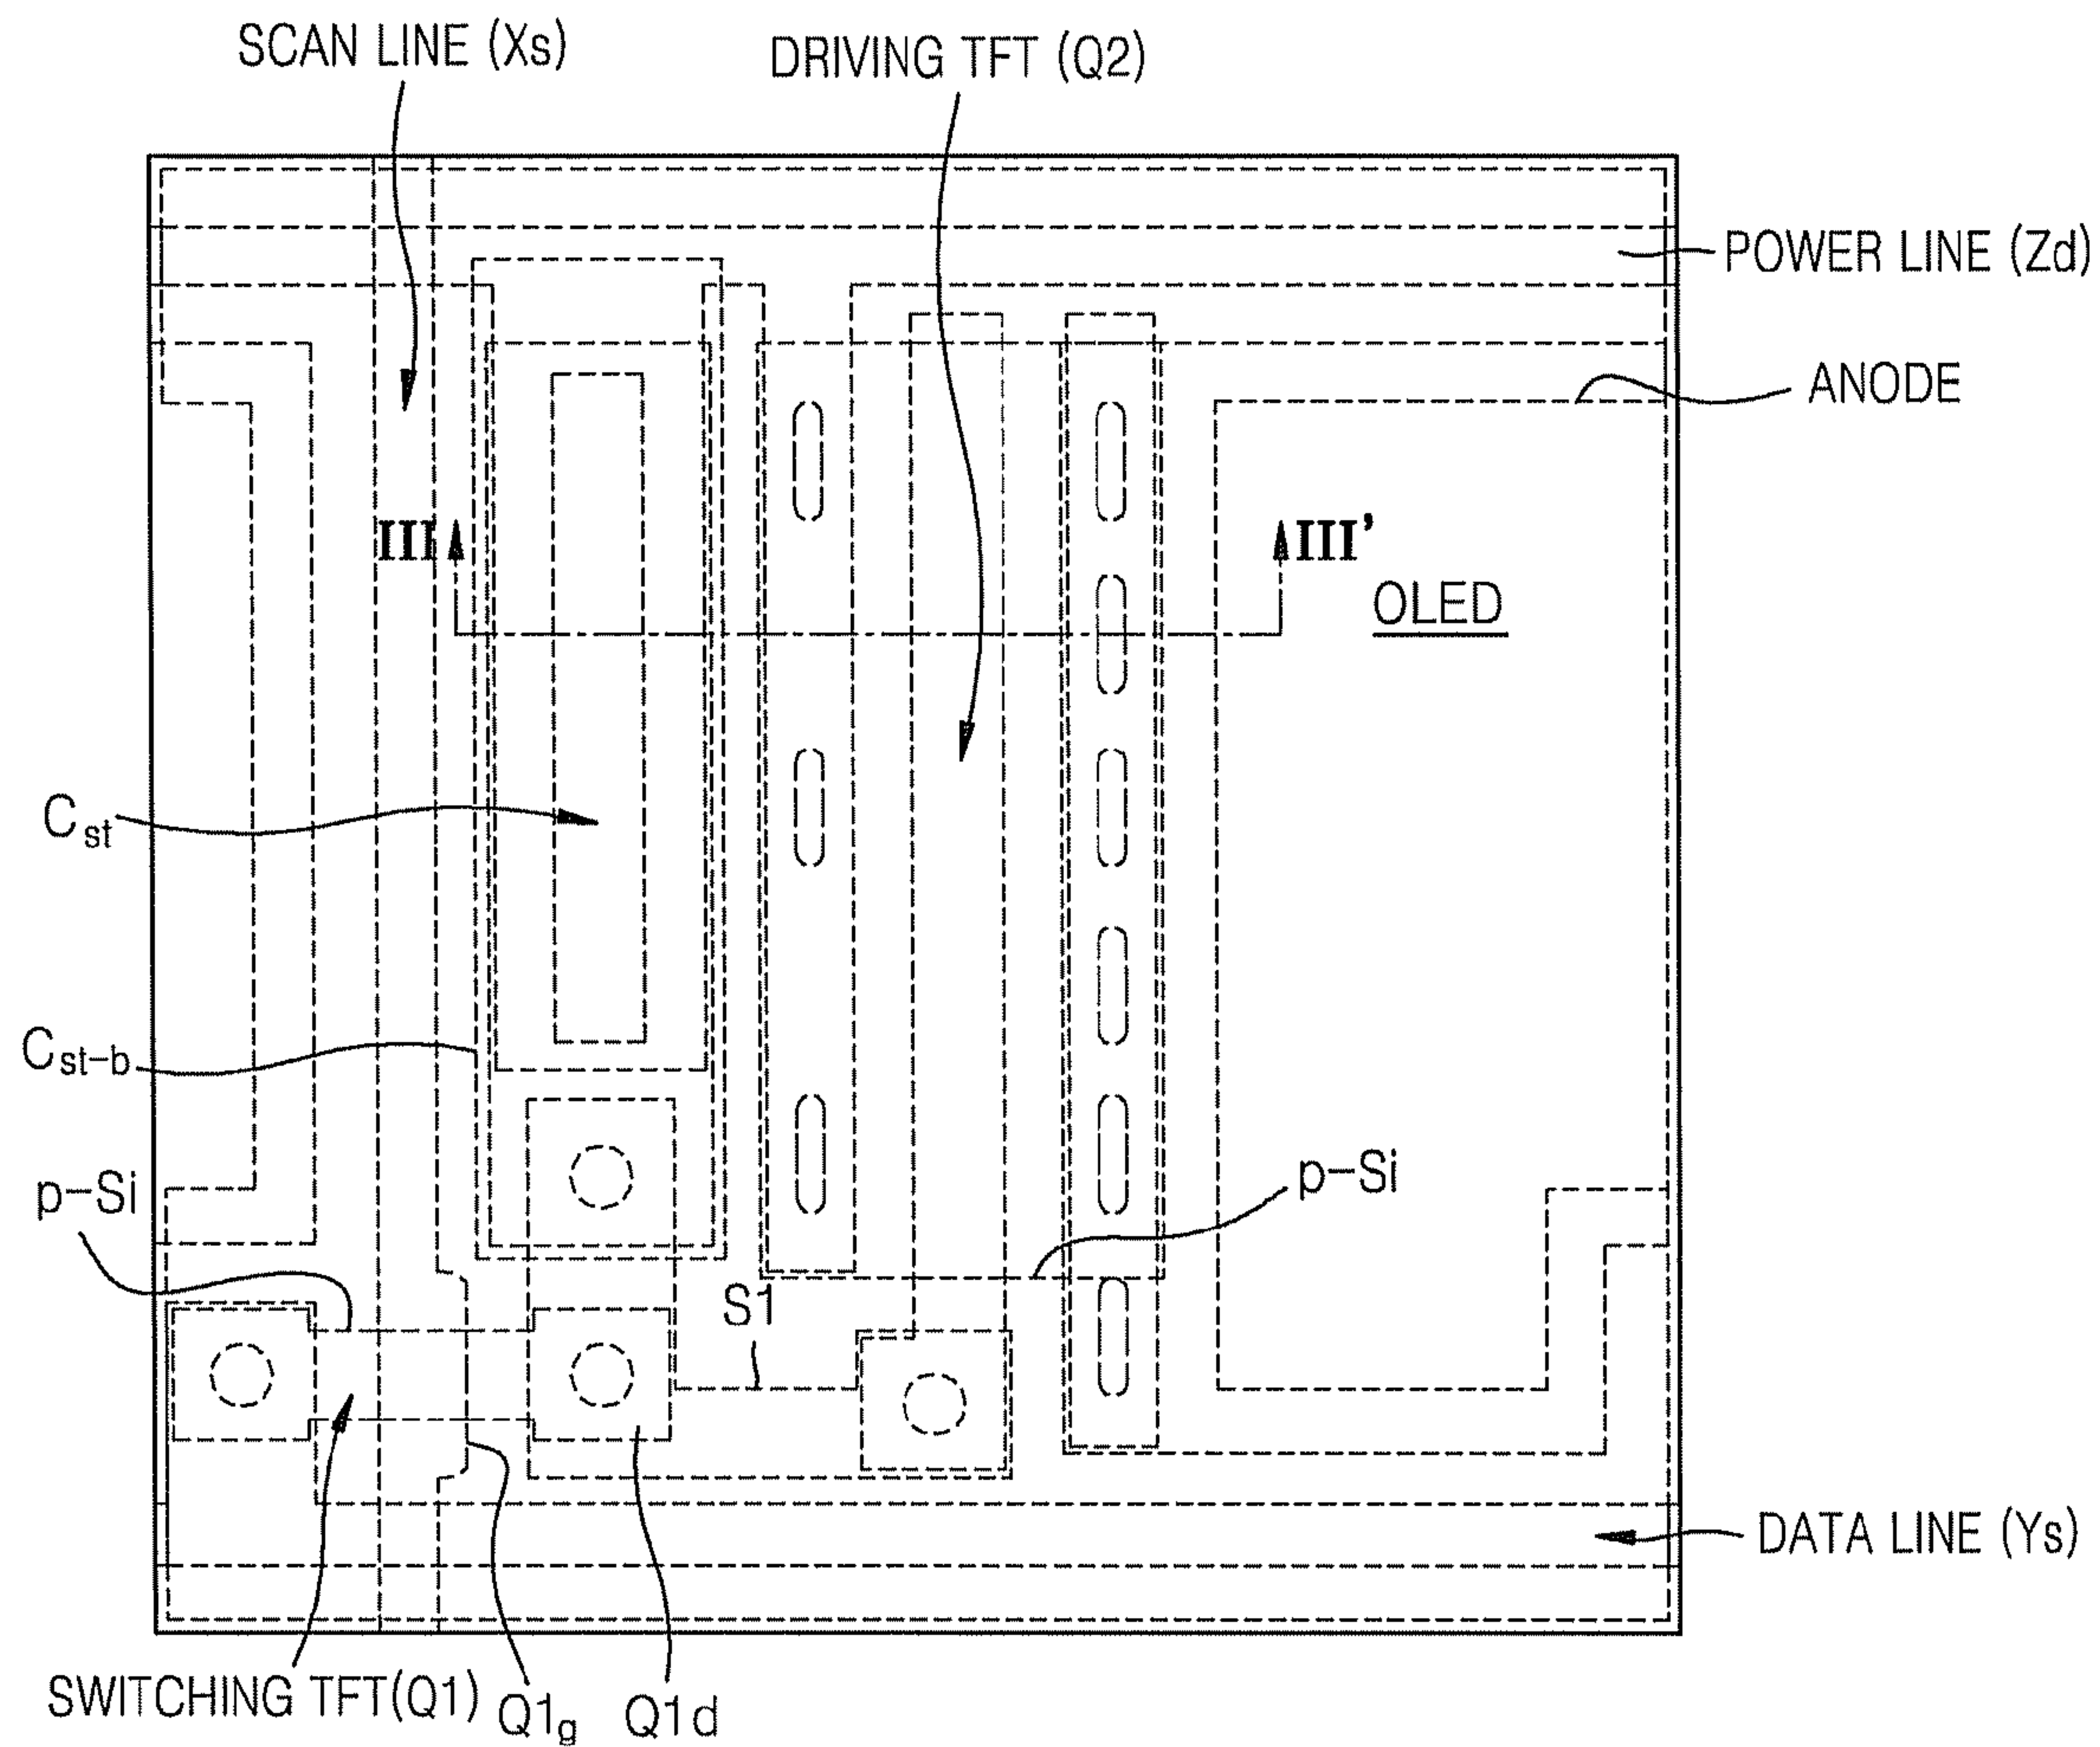 SCAN LINE (Xs)
DRIVING TFT (Q2)
POWER LINE (Zd)
ANODE
III
III'
OLED
Cst
Cst-b
p-Si
p-Si
S1
DATA LINE (Ys)
SWITCHING TFT(Q1)
Q1g
Q1d